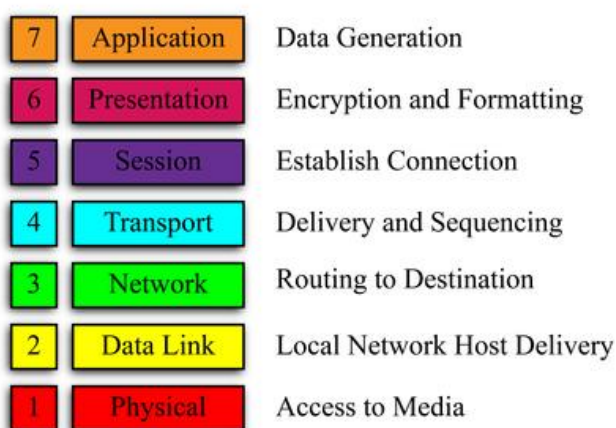 7 Application Data Generation
6 Presentation Encryption and Formatting
5 Session Establish Connection
4 Transport Delivery and Sequencing
3 Network Routing to Destination
2 Data Link Local Network Host Delivery
1 Physical Access to Media